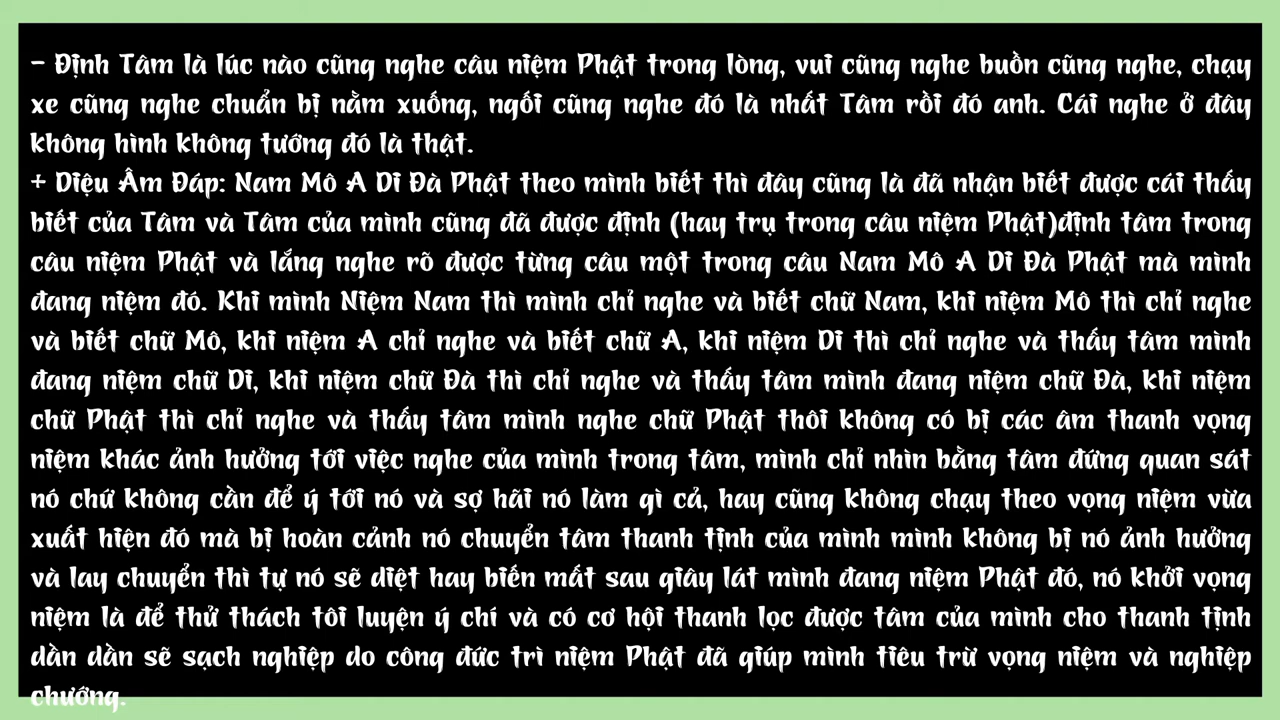 – Định Tâm là lúc nào cũng nghe câu niệm Phật trong lòng, vui cũng nghe buồn cũng nghe, chạy
xe cũng nghe chuẩn bị nằm xuống, ngối cũng nghe đó là nhất Tâm rồi đó anh. Cái nghe ở đây
không hình không tướng đó là thật.
+ Diệu Âm Đáp: Nam Mô A Di Đà Phật theo mình biết thì đây cũng là đã nhận biết được cái thấy
biết của Tâm và Tâm của mình cũng đã được định (hay trụ trong câu niệm Phật)định tâm trong
câu niệm Phật và lắng nghe rõ được từng câu một trong câu Nam Mô A Di Đà Phật mà mình
đang niệm đó. Khi mình Niệm Nam thì mình chỉ nghe và biết chữ Nam, khi niệm Mô thì chỉ nghe
và biết chữ Mô, khi niệm A chỉ nghe và biết chữ A, khi niệm Di thì chỉ nghe và thấy tâm mình
đang niệm chữ Di, khi niệm chữ Đà thì chỉ nghe và thấy tâm mình đang niệm chữ Đà, khi niệm
chữ Phật thì chỉ nghe và thấy tâm mình nghe chữ Phật thôi không có bị các âm thanh vọng
niệm khác ảnh hưởng tới việc nghe của mình trong tâm, mình chỉ nhìn bằng tâm đứng quan sát
nó chứ không cần để ý tới nó và sợ hãi nó làm gì cả, hay cũng không chạy theo vọng niệm vừa
xuất hiện đó mà bị hoàn cảnh nó chuyển tâm thanh tịnh của mình mình không bị nó ảnh hưởng
và lay chuyển thì tự nó sẽ diệt hay biến mất sau giây lát mình đang niệm Phật đó, nó khởi vọng
niệm là để thử thách tôi luyện ý chí và có cơ hội thanh lọc được tâm của mình cho thanh tịnh
dần dần sẽ sạch nghiệp do công đức trì niệm Phật đã giúp mình tiêu trừ vọng niệm và nghiệp
chướng.